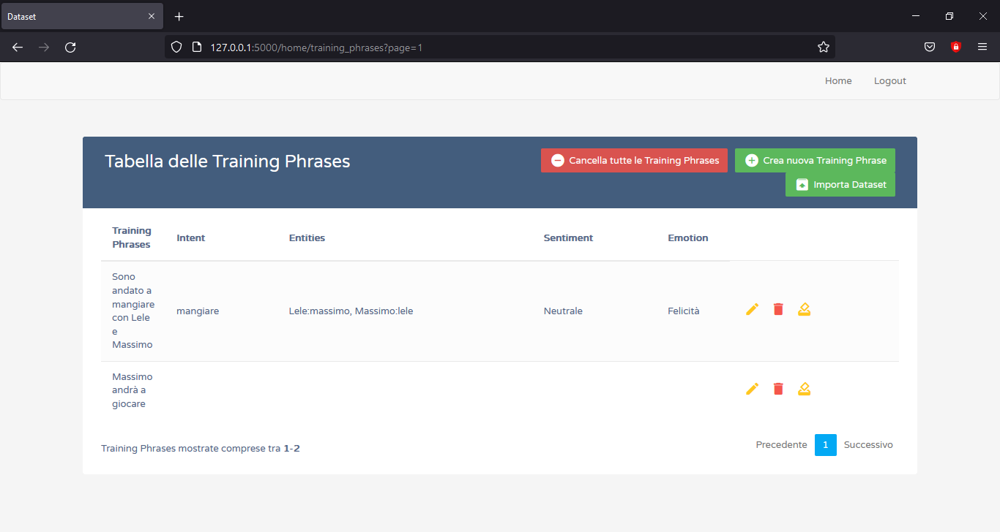 Dataset
127.0.0.1:5000/home/training_phrases?page=1
Home Logout
Tabella delle Training Phrases
Cancella tutte le Training Phrases
Crea nuova Training Phrase
Importa Dataset
Training
Phrases
Intent
Entities
Sentiment
Emotion
Sono
andato a
mangiare
con Lele
e
Massimo
mangiare
Lele:massimo, Massimo:lele
Neutrale
Felicità
Massimo
andrà a
giocare
Training Phrases mostrate comprese tra 1-2
Precedente 1 Successivo